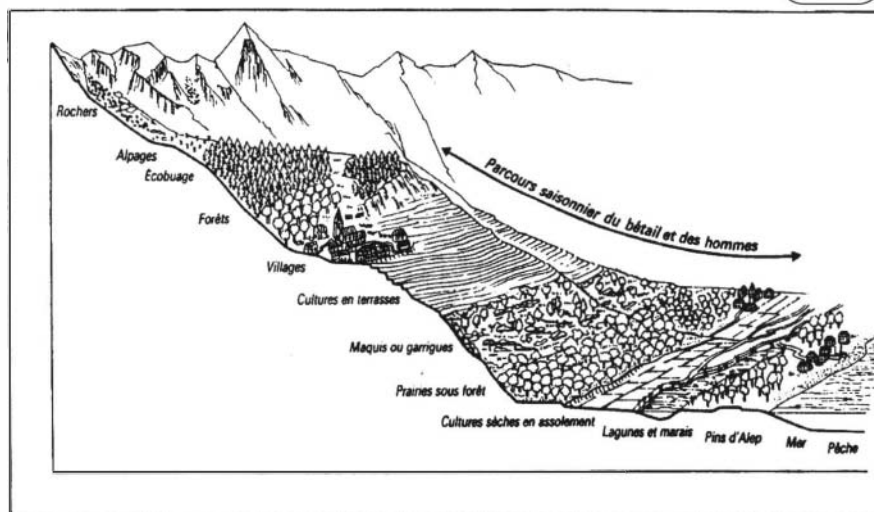 Rochers
Alpages
Écobuage
Forêts
Villages
Cultures en terrasses
Maquis ou garrigues
Prairies sous forêt
Cultures sèches en assolement
Lagunes et marais
Pins d'Alep
Mer
Pêche
Parcours saisonnier du bétail et des hommes